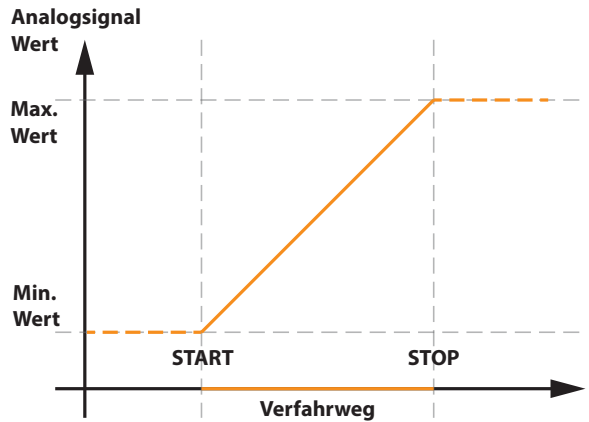 Analogsignal
Wert
Max.
Wert
Min.
Wert
START
STOP
Verfahrweg